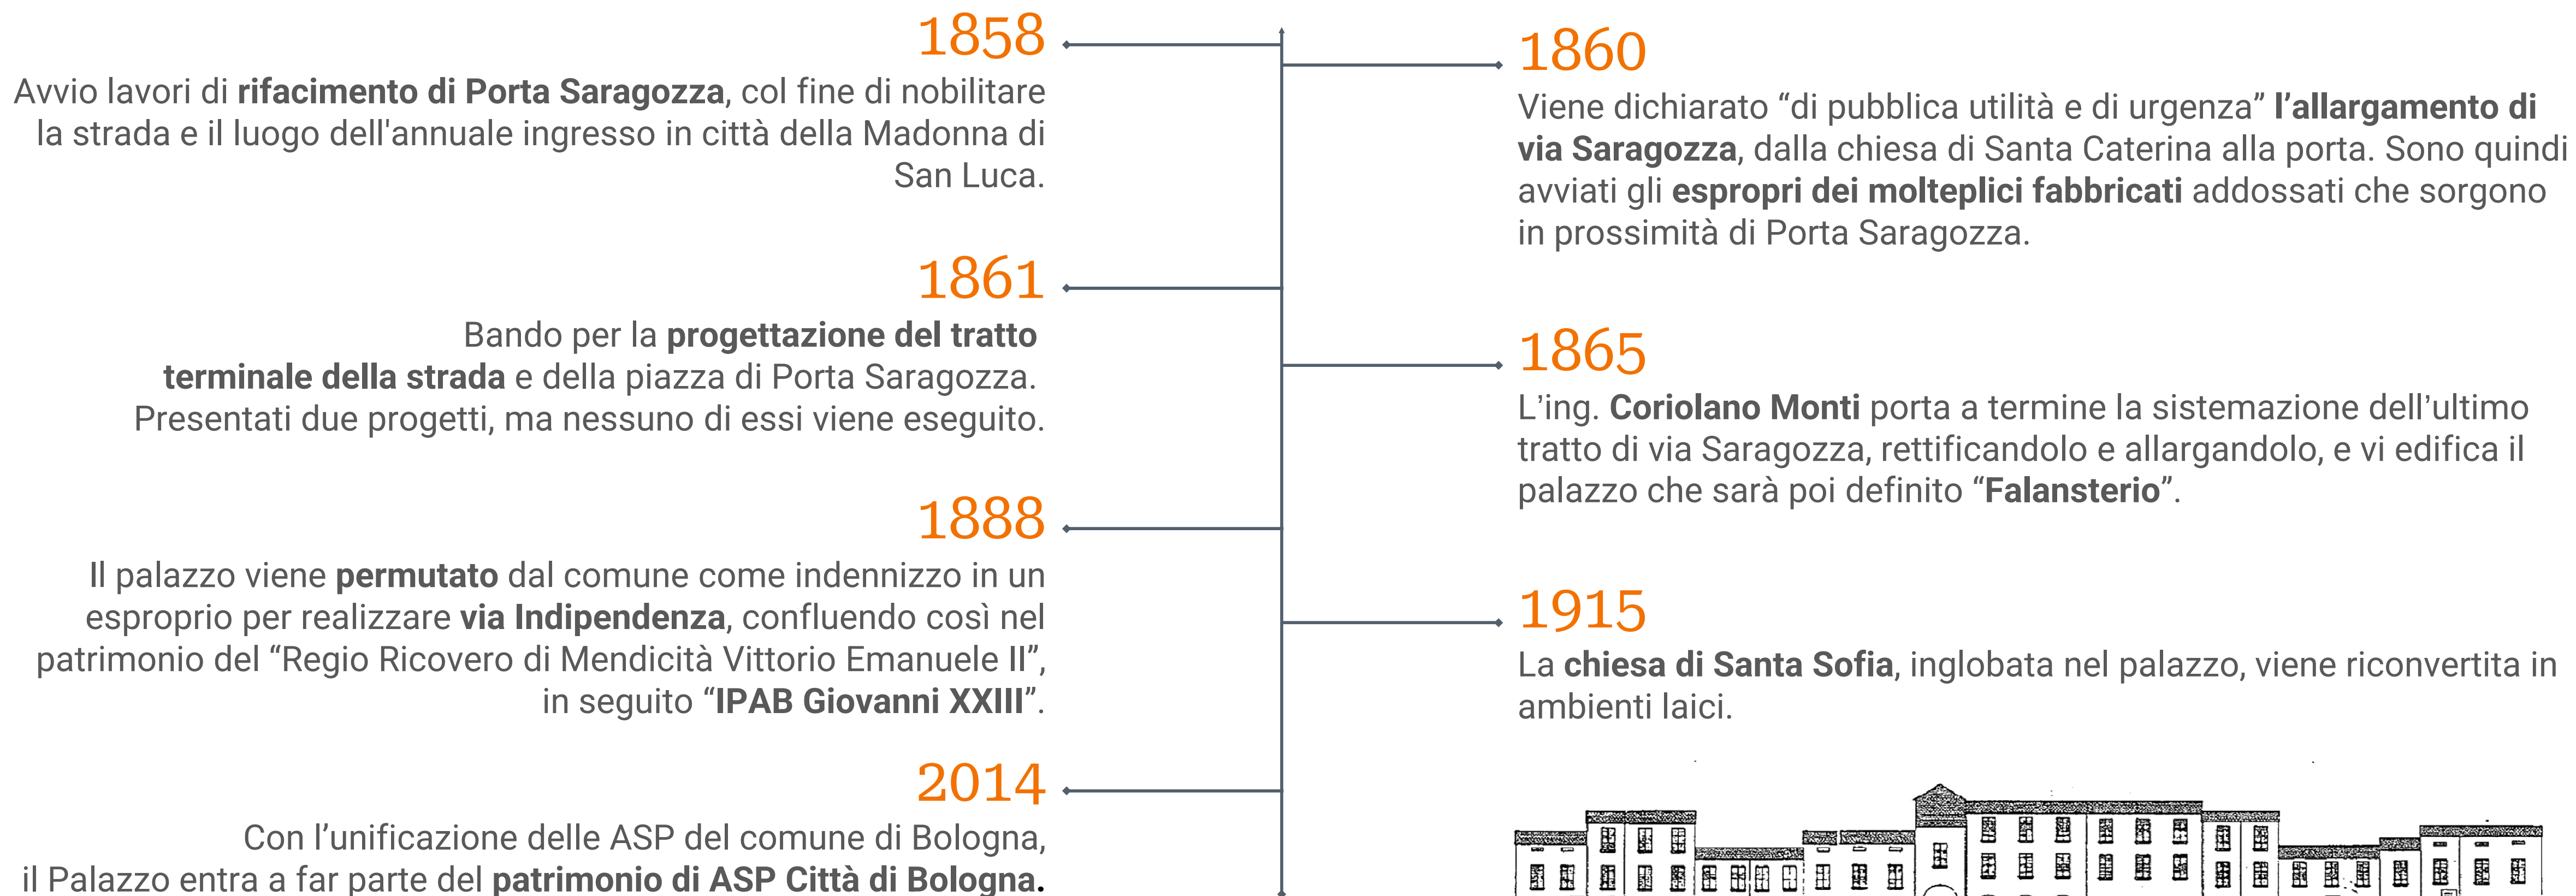 1858
Avvio lavori di rifacimento di Porta Saragozza, col fine di nobilitare
la strada e il luogo dell'annuale ingresso in città della Madonna di
San Luca.
1860
Viene dichiarato “di pubblica utilità e di urgenza” l’allargamento di
via Saragozza, dalla chiesa di Santa Caterina alla porta. Sono quindi
avviati gli espropri dei molteplici fabbricati addossati che sorgono
in prossimità di Porta Saragozza.
1861
Bando per la progettazione del tratto
terminale della strada e della piazza di Porta Saragozza.
Presentati due progetti, ma nessuno di essi viene eseguito.
1865
L’ing. Coriolano Monti porta a termine la sistemazione dell’ultimo
tratto di via Saragozza, rettificandolo e allargandolo, e vi edifica il
palazzo che sarà poi definito “Falansterio”.
1888
Il palazzo viene permutato dal comune come indennizzo in un
esproprio per realizzare via Indipendenza, confluendo così nel
patrimonio del “Regio Ricovero di Mendicità Vittorio Emanuele II”,
in seguito “IPAB Giovanni XXIII”.
1915
La chiesa di Santa Sofia, inglobata nel palazzo, viene riconvertita in
ambienti laici.
2014
Con l’unificazione delle ASP del comune di Bologna,
il Palazzo entra a far parte del patrimonio di ASP Città di Bologna.